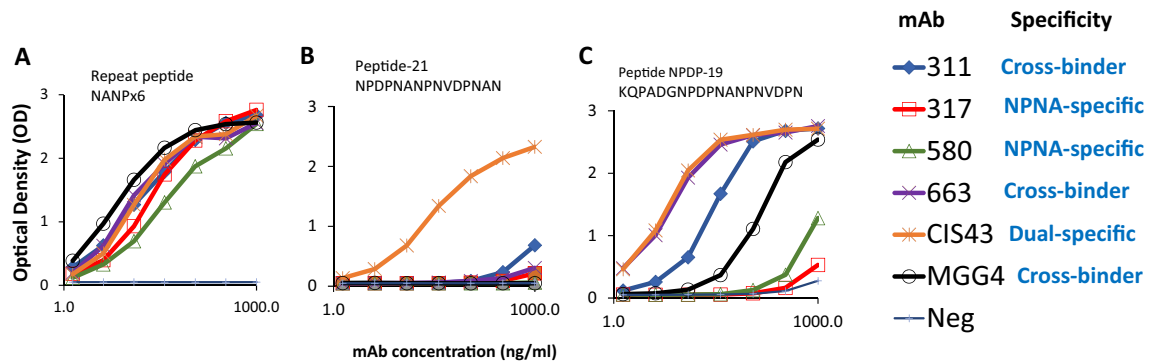 A
Repeat peptide
NANPx6
Optical Density (OD)
3
2
1
0
1.0
1000.0
B
Peptide-21
NPDPNANPNVDPNAN
3
2
1
0
1.0
1000.0
C
Peptide NPDP-19
KQPADGNPDPNANPNVDPN
3
2
1
0
1.0
1000.0
mAb concentration (ng/ml)
mAb Specificity
311 Cross-binder
317 NPNA-specific
580 NPNA-specific
663 Cross-binder
CIS43 Dual-specific
MGG4 Cross-binder
Neg